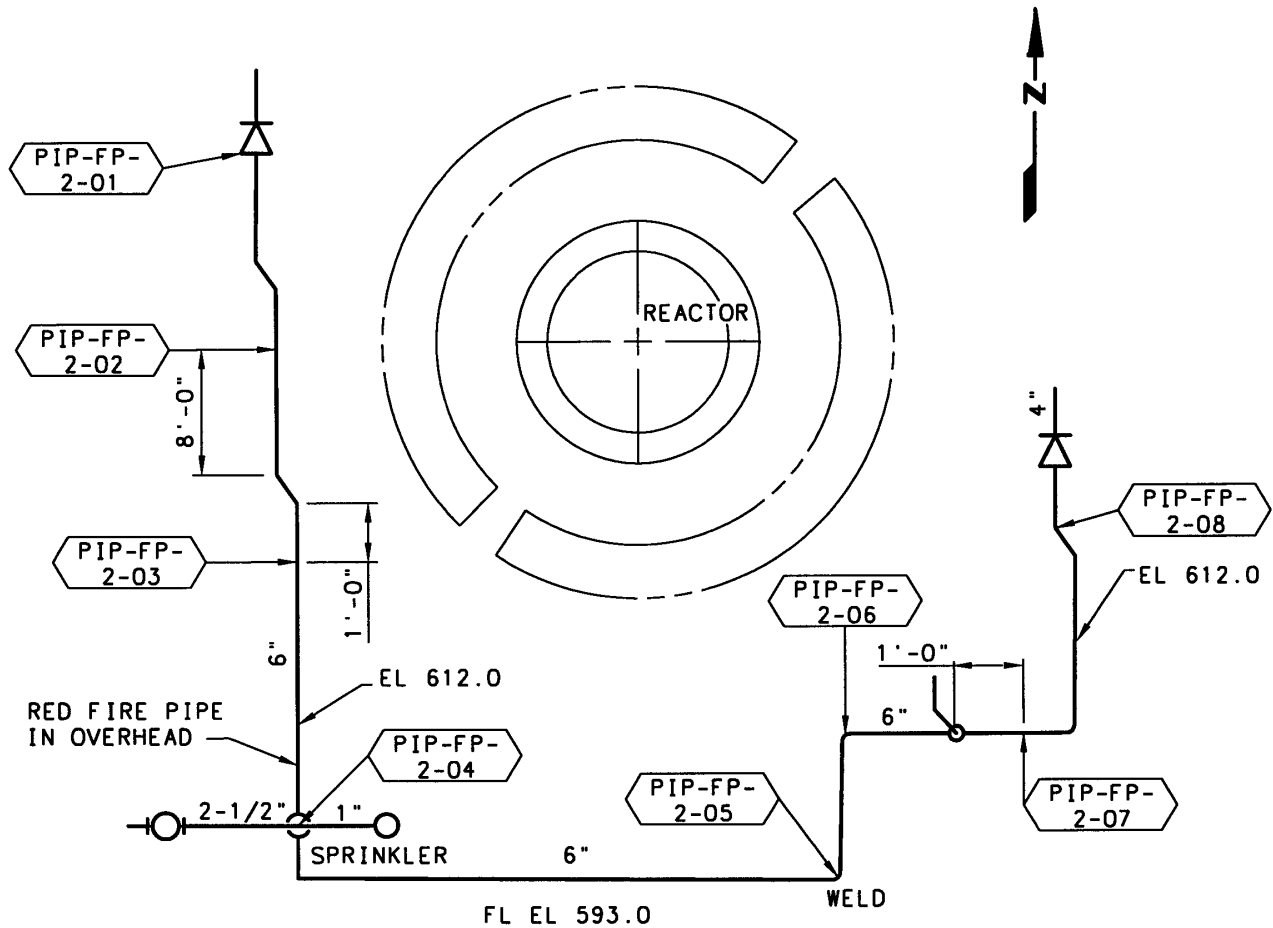 N
PIP-FP-
2-01
REACTOR
PIP-FP-
2-02
8'-0"
4"
PIP-FP-
2-08
PIP-FP-
2-03
1'-0"
EL 612.0
PIP-FP-
2-06
1'-0"
6"
EL 612.0
RED FIRE PIPE
IN OVERHEAD
6"
PIP-FP-
2-04
PIP-FP-
2-05
PIP-FP-
2-07
2-1/2"
1"
SPRINKLER
6"
WELD
FL EL 593.0